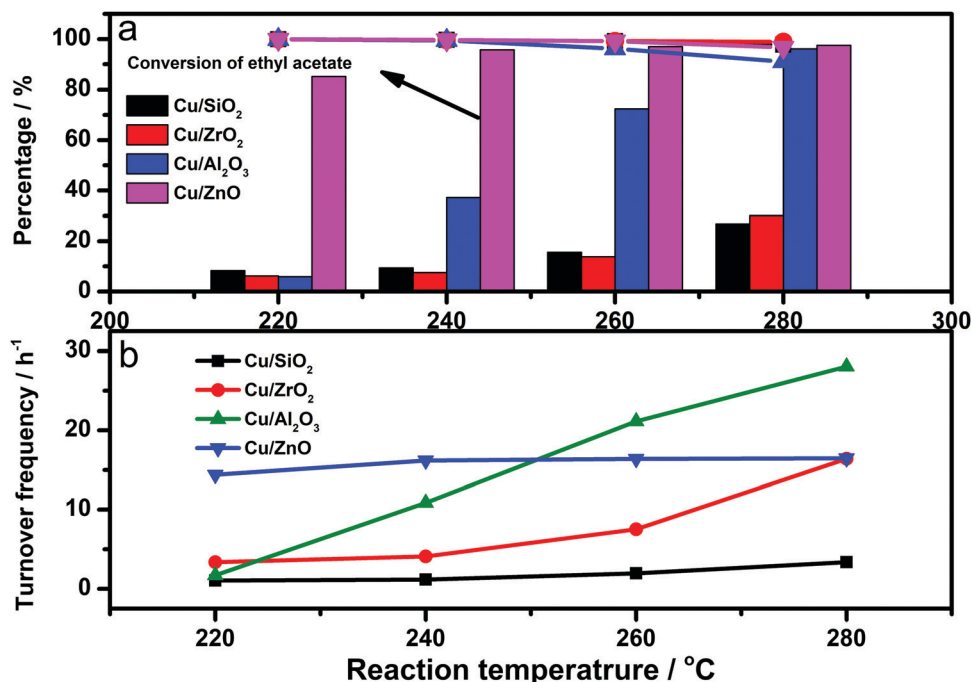 a
100
80
60
40
20
0
Percentage / %
Conversion of ethyl acetate
Cu/SiO₂
Cu/ZrO₂
Cu/Al₂O₃
Cu/ZnO
200 220 240 260 280 300
b
30
20
10
0
Turnover frequency / h⁻¹
Cu/SiO₂
Cu/ZrO₂
Cu/Al₂O₃
Cu/ZnO
220 240 260 280
Reaction temperatrure / °C